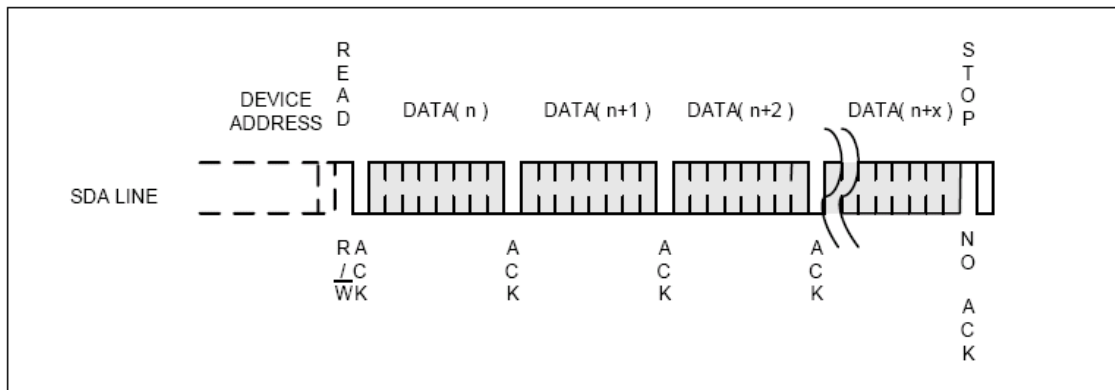 READ
STOP
DEVICE
ADDRESS
DATA( n )
DATA( n+1 )
DATA( n+2 )
DATA( n+x )
SDA LINE
R/W
ACK
ACK
ACK
ACK
NO ACK